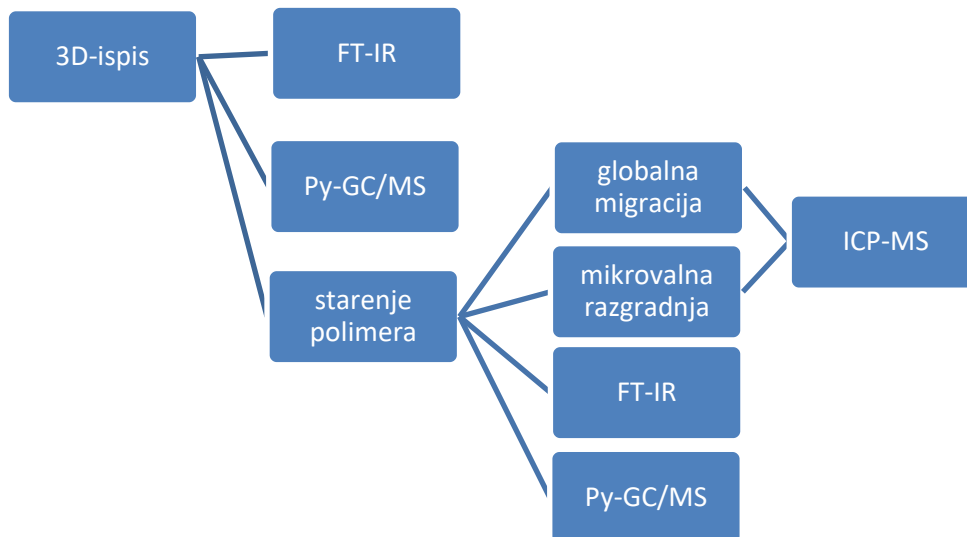 3D-ispis
FT-IR
Py-GC/MS
starenje
polimera
globalna
migracija
mikrovalna
razgradnja
FT-IR
Py-GC/MS
ICP-MS